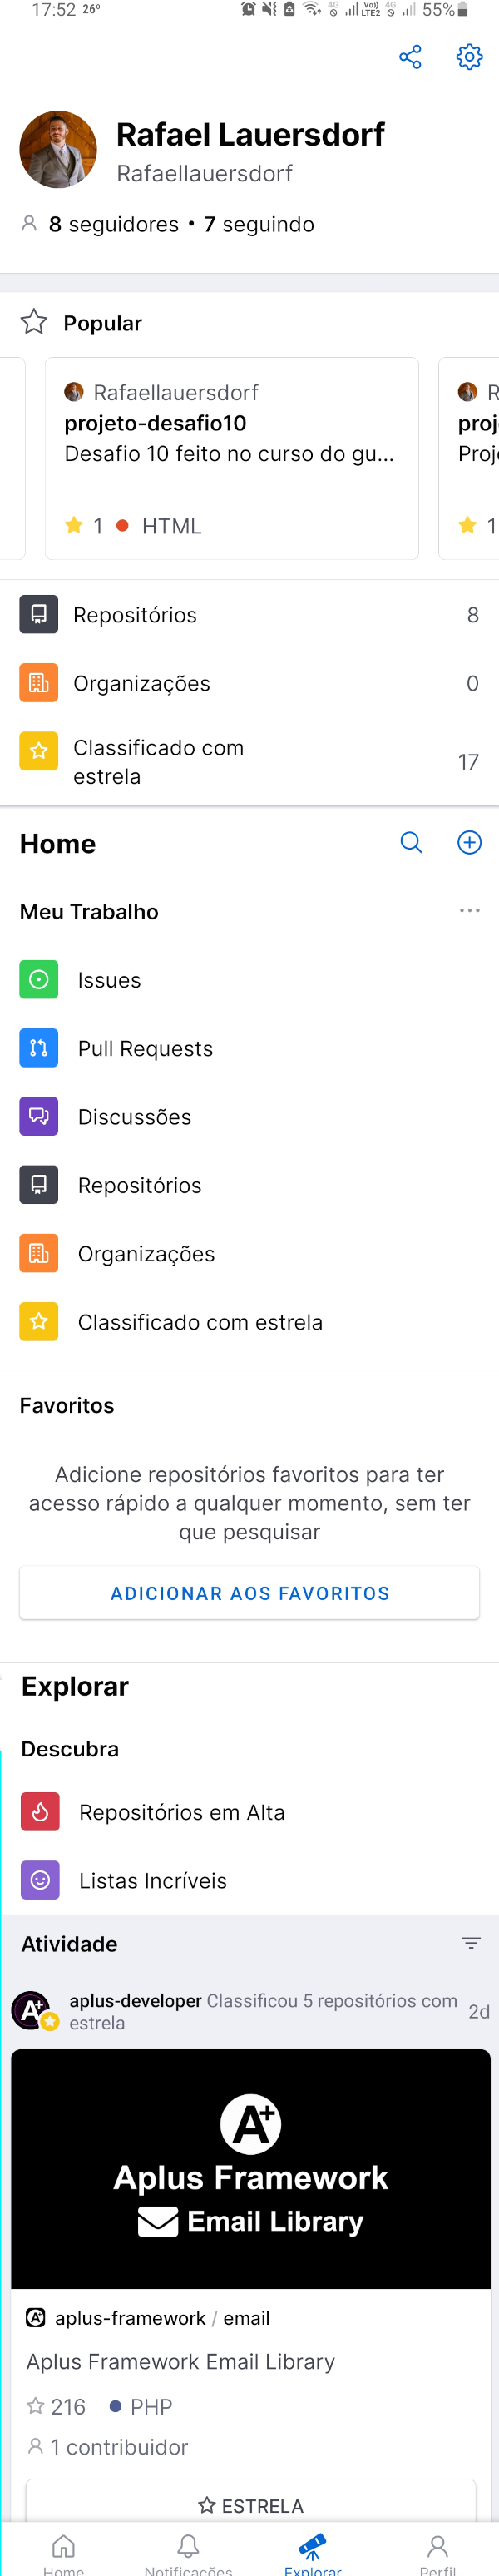 17:52 26°
4G Vo)) LTE2 4G 55%
Rafael Lauersdorf
Rafaellauersdorf
8 seguidores • 7 seguindo
Popular
Rafaellauersdorf
R
projeto-desafio10
proj
Desafio 10 feito no curso do gu...
Proj
1 HTML
1
Repositórios 8
Organizações 0
Classificado com
estrela
17
Home
Meu Trabalho
Issues
Pull Requests
Discussões
Repositórios
Organizações
Classificado com estrela
Favoritos
Adicione repositórios favoritos para ter
acesso rápido a qualquer momento, sem ter
que pesquisar
ADICIONAR AOS FAVORITOS
Explorar
Descubra
Repositórios em Alta
Listas Incríveis
Atividade
aplus-developer Classificou 5 repositórios com
estrela
2d
A+
Aplus Framework
Email Library
aplus-framework / email
Aplus Framework Email Library
216 PHP
1 contribuidor
ESTRELA
Home Notificações Explorar Perfil